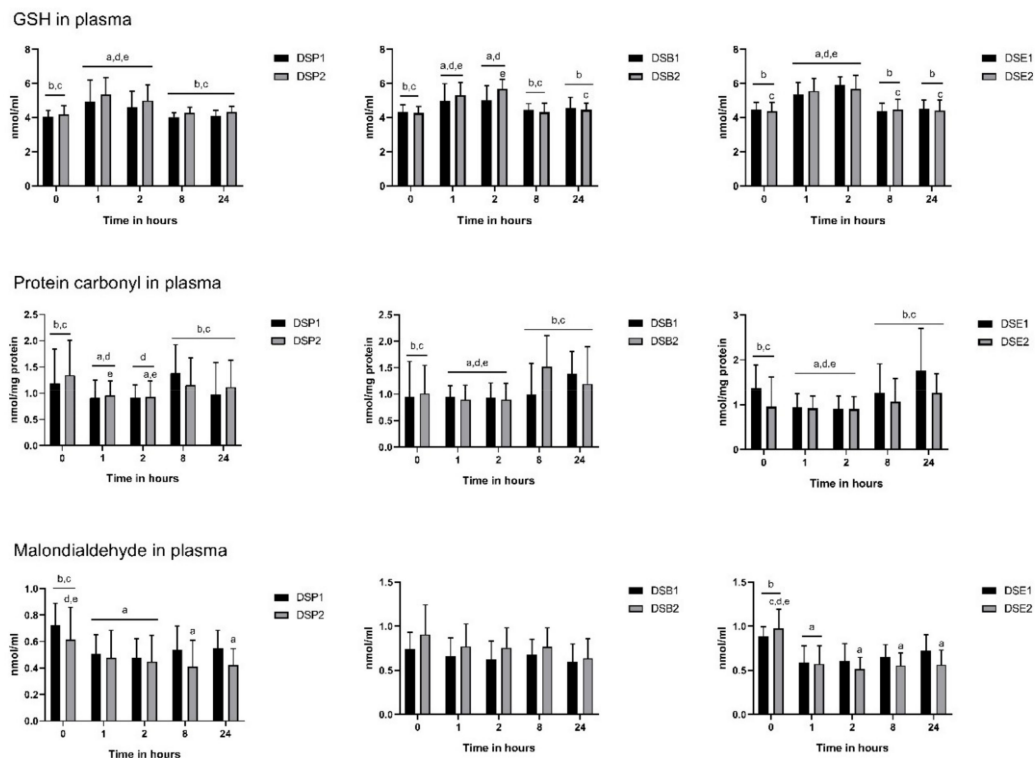 GSH in plasma
8
6
4
2
0
nmol/ml
b,c
a,d,e
b,c
DSP1
DSP2
0 1 2 8 24
Time in hours
8
6
4
2
0
nmol/ml
b,c
a,d,e
a,d
e
b,c
b
c
DSB1
DSB2
0 1 2 8 24
Time in hours
8
6
4
2
0
nmol/ml
b
c
a,d,e
b
c
b
c
DSE1
DSE2
0 1 2 8 24
Time in hours
Protein carbonyl in plasma
2.5
2.0
1.5
1.0
0.5
0.0
nmol/mg protein
b,c
a,d
e
d
a,e
b,c
DSP1
DSP2
0 1 2 8 24
Time in hours
2.5
2.0
1.5
1.0
0.5
0.0
nmol/mg protein
b,c
a,d,e
b,c
DSB1
DSB2
0 1 2 8 24
Time in hours
3
2
1
0
nmol/mg protein
b,c
a,d,e
b,c
DSE1
DSE2
0 1 2 8 24
Time in hours
Malondialdehyde in plasma
1.0
0.8
0.6
0.4
0.2
0.0
nmol/ml
b,c
d,e
a
a
a
DSP1
DSP2
0 1 2 8 24
Time in hours
1.5
1.0
0.5
0.0
nmol/ml
DSB1
DSB2
0 1 2 8 24
Time in hours
1.5
1.0
0.5
0.0
nmol/ml
b
c,d,e
a
a
a
a
DSE1
DSE2
0 1 2 8 24
Time in hours